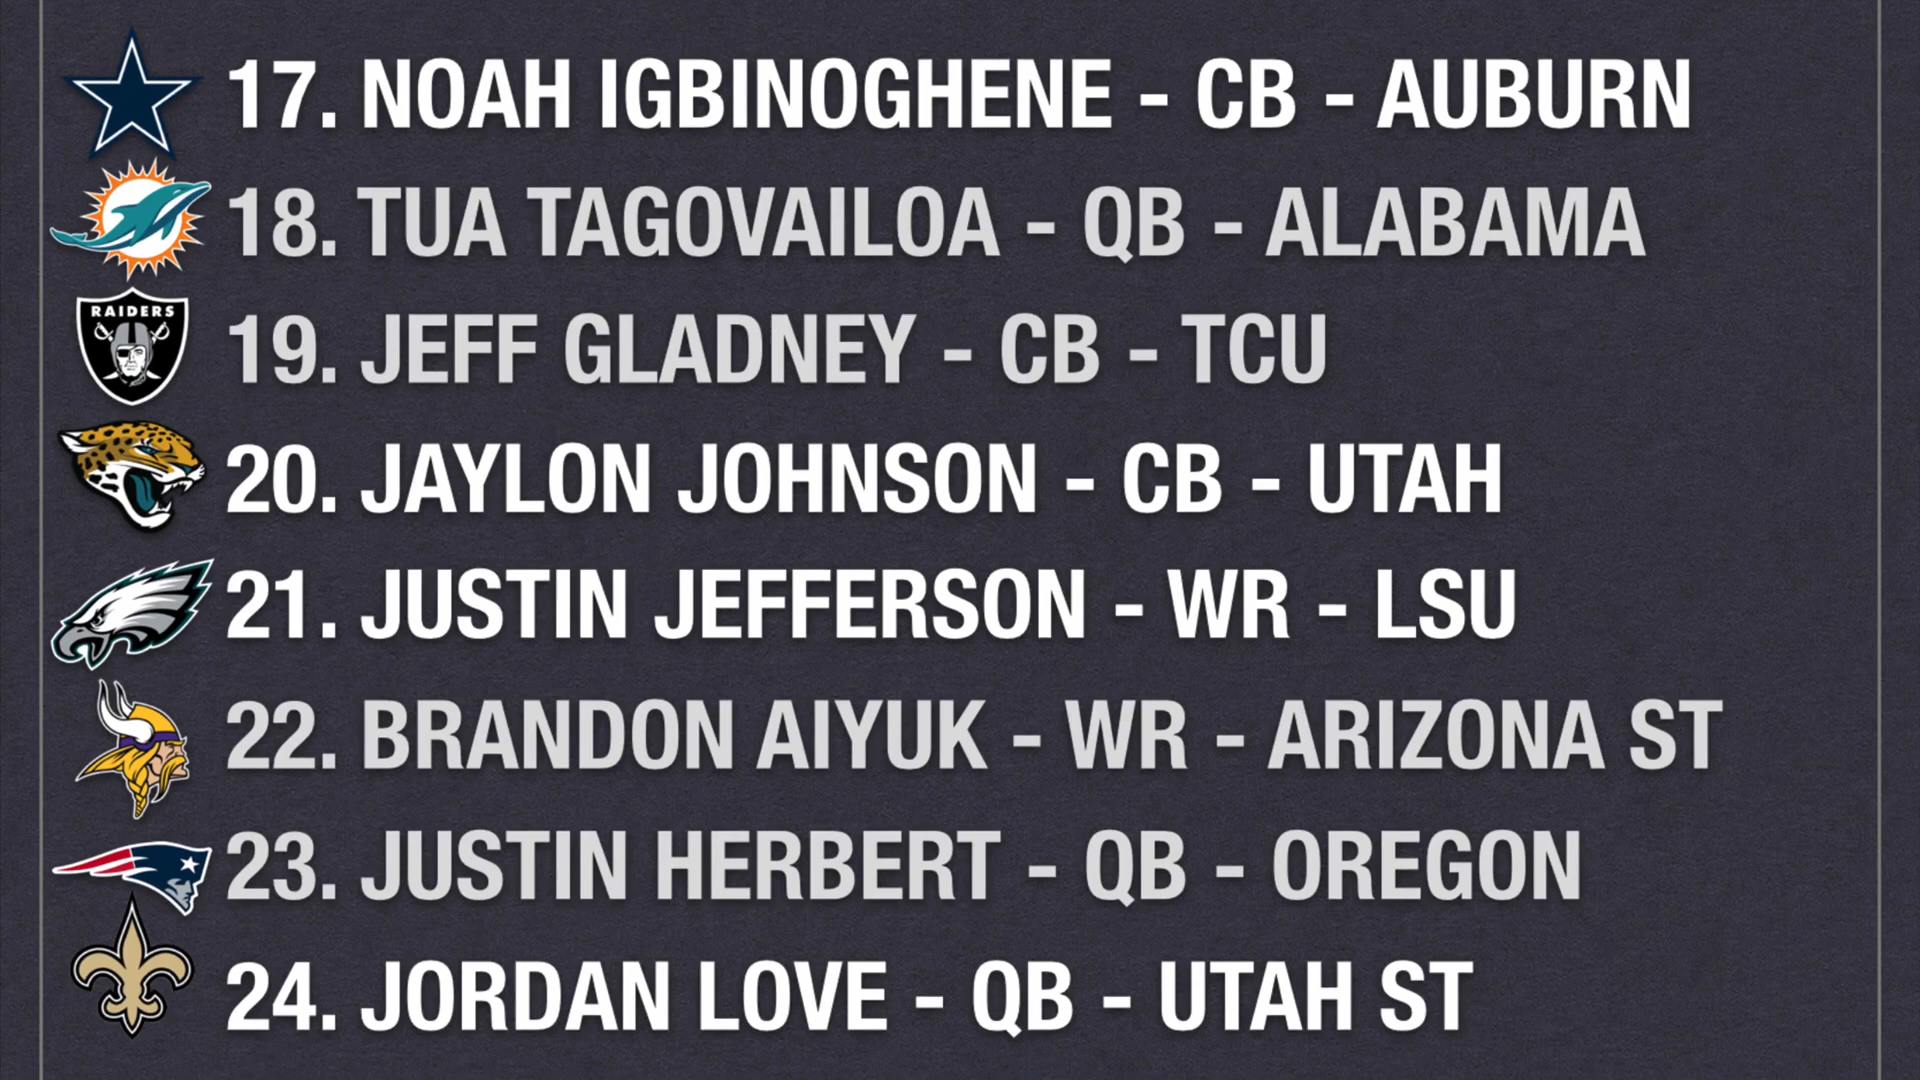 17. NOAH IGBINOGHENE - CB - AUBURN
18. TUA TAGOVAILOA - QB - ALABAMA
RAIDERS
19. JEFF GLADNEY - CB - TCU
20. JAYLON JOHNSON - CB - UTAH
21. JUSTIN JEFFERSON - WR - LSU
22. BRANDON AIYUK - WR - ARIZONA ST
23. JUSTIN HERBERT - QB - OREGON
24. JORDAN LOVE - QB - UTAH ST